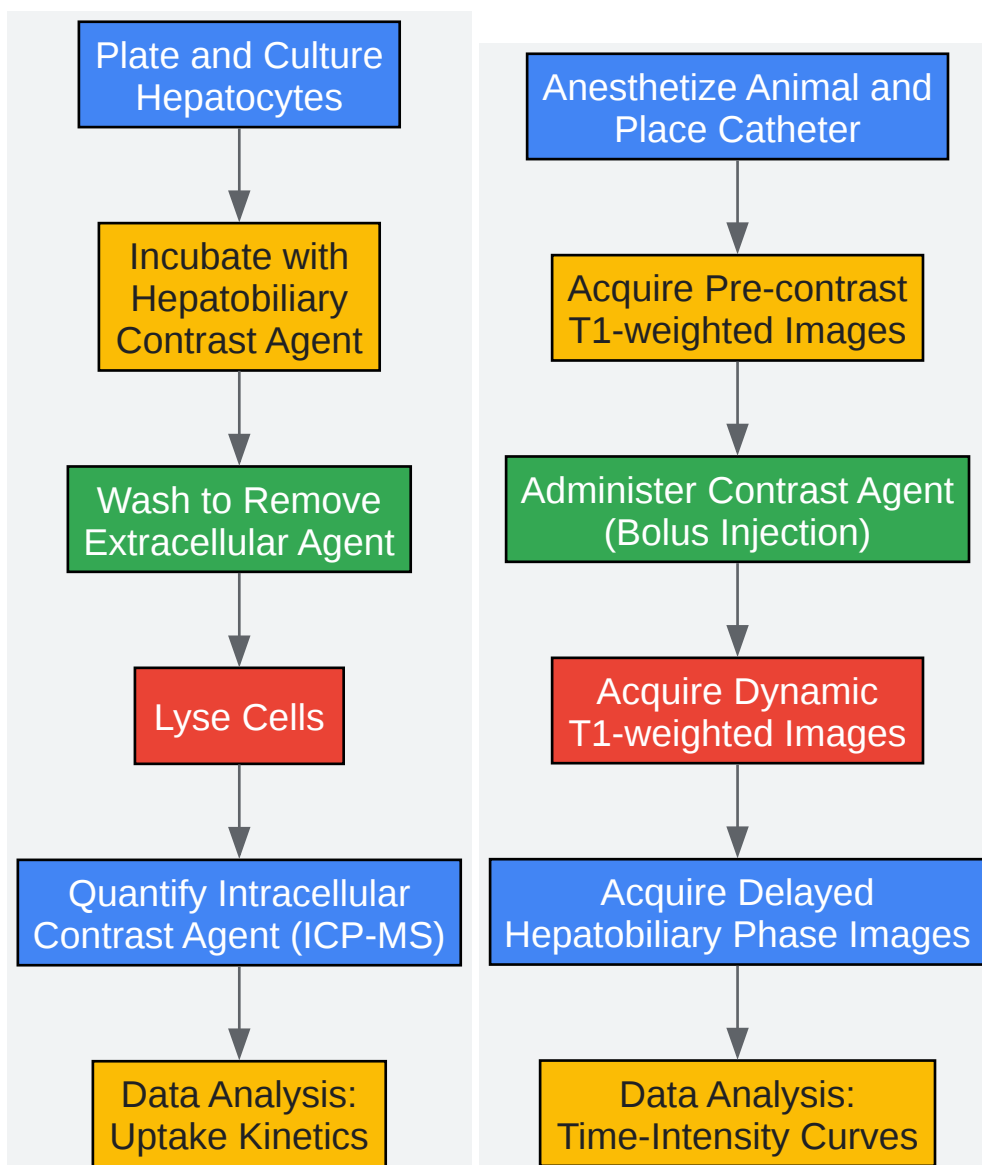 Plate and Culture
Hepatocytes
Incubate with
Hepatobiliary
Contrast Agent
Wash to Remove
Extracellular Agent
Lyse Cells
Quantify Intracellular
Contrast Agent (ICP-MS)
Data Analysis:
Uptake Kinetics
Anesthetize Animal and
Place Catheter
Acquire Pre-contrast
T1-weighted Images
Administer Contrast Agent
(Bolus Injection)
Acquire Dynamic
T1-weighted Images
Acquire Delayed
Hepatobiliary Phase Images
Data Analysis:
Time-Intensity Curves